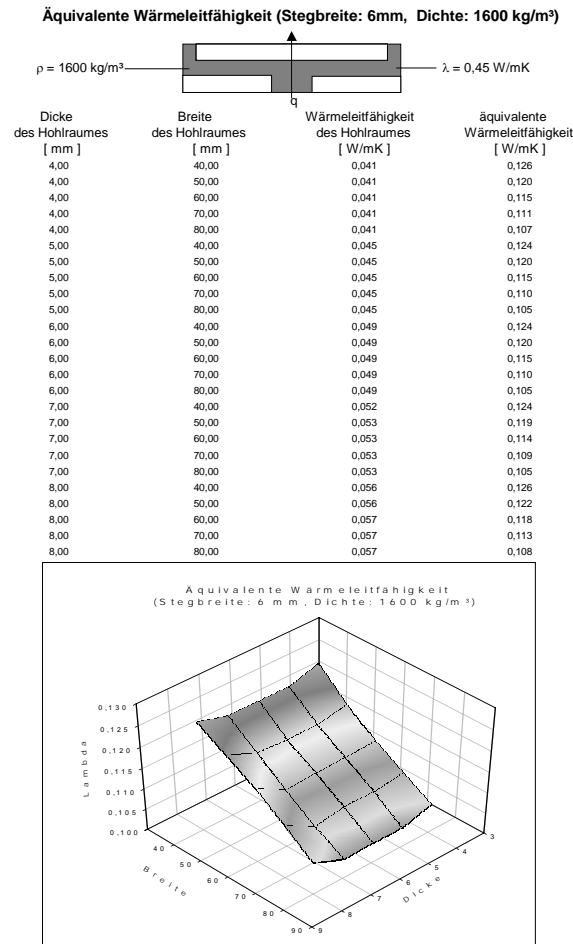 Äquivalente Wärmeleitfähigkeit (Stegbreite: 6mm, Dichte: 1600 kg/m³)
ρ = 1600 kg/m³ λ = 0,45 W/mK
q
Dicke Breite Wärmeleitfähigkeit äquivalente
des Hohlraumes des Hohlraumes des Hohlraumes Wärmeleitfähigkeit
[ mm ] [ mm ] [ W/mK ] [ W/mK ]
4,00 40,00 0,041 0,126
4,00 50,00 0,041 0,120
4,00 60,00 0,041 0,115
4,00 70,00 0,041 0,111
4,00 80,00 0,041 0,107
5,00 40,00 0,045 0,124
5,00 50,00 0,045 0,120
5,00 60,00 0,045 0,115
5,00 70,00 0,045 0,110
5,00 80,00 0,045 0,105
6,00 40,00 0,049 0,124
6,00 50,00 0,049 0,120
6,00 60,00 0,049 0,115
6,00 70,00 0,049 0,110
6,00 80,00 0,049 0,105
7,00 40,00 0,052 0,124
7,00 50,00 0,053 0,119
7,00 60,00 0,053 0,114
7,00 70,00 0,053 0,109
7,00 80,00 0,053 0,105
8,00 40,00 0,056 0,126
8,00 50,00 0,056 0,122
8,00 60,00 0,057 0,118
8,00 70,00 0,057 0,113
8,00 80,00 0,057 0,108
Äquivalente Wärmeleitfähigkeit
(Stegbreite: 6 mm, Dichte: 1600 kg/m³)
0,130
0,125
0,120
0,115
0,110
0,105
0,100
Lambda
40
50
60
70
80
90
Breite
9
8
7
6
5
4
3
Dicke